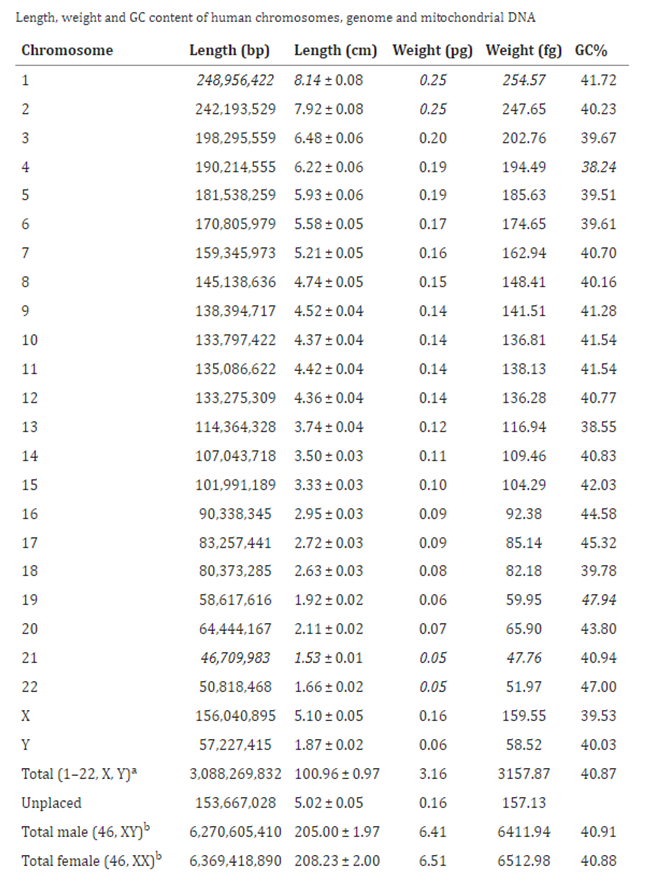 Length, weight and GC content of human chromosomes, genome and mitochondrial DNA
Chromosome Length (bp) Length (cm) Weight (pg) Weight (fg) GC%
1 248,956,422 8.14 ± 0.08 0.25 254.57 41.72
2 242,193,529 7.92 ± 0.08 0.25 247.65 40.23
3 198,295,559 6.48 ± 0.06 0.20 202.76 39.67
4 190,214,555 6.22 ± 0.06 0.19 194.49 38.24
5 181,538,259 5.93 ± 0.06 0.19 185.63 39.51
6 170,805,979 5.58 ± 0.05 0.17 174.65 39.61
7 159,345,973 5.21 ± 0.05 0.16 162.94 40.70
8 145,138,636 4.74 ± 0.05 0.15 148.41 40.16
9 138,394,717 4.52 ± 0.04 0.14 141.51 41.28
10 133,797,422 4.37 ± 0.04 0.14 136.81 41.54
11 135,086,622 4.42 ± 0.04 0.14 138.13 41.54
12 133,275,309 4.36 ± 0.04 0.14 136.28 40.77
13 114,364,328 3.74 ± 0.04 0.12 116.94 38.55
14 107,043,718 3.50 ± 0.03 0.11 109.46 40.83
15 101,991,189 3.33 ± 0.03 0.10 104.29 42.03
16 90,338,345 2.95 ± 0.03 0.09 92.38 44.58
17 83,257,441 2.72 ± 0.03 0.09 85.14 45.32
18 80,373,285 2.63 ± 0.03 0.08 82.18 39.78
19 58,617,616 1.92 ± 0.02 0.06 59.95 47.94
20 64,444,167 2.11 ± 0.02 0.07 65.90 43.80
21 46,709,983 1.53 ± 0.01 0.05 47.76 40.94
22 50,818,468 1.66 ± 0.02 0.05 51.97 47.00
X 156,040,895 5.10 ± 0.05 0.16 159.55 39.53
Y 57,227,415 1.87 ± 0.02 0.06 58.52 40.03
Total (1–22, X, Y)ᵃ 3,088,269,832 100.96 ± 0.97 3.16 3157.87 40.87
Unplaced 153,667,028 5.02 ± 0.05 0.16 157.13
Total male (46, XY)ᵇ 6,270,605,410 205.00 ± 1.97 6.41 6411.94 40.91
Total female (46, XX)ᵇ 6,369,418,890 208.23 ± 2.00 6.51 6512.98 40.88